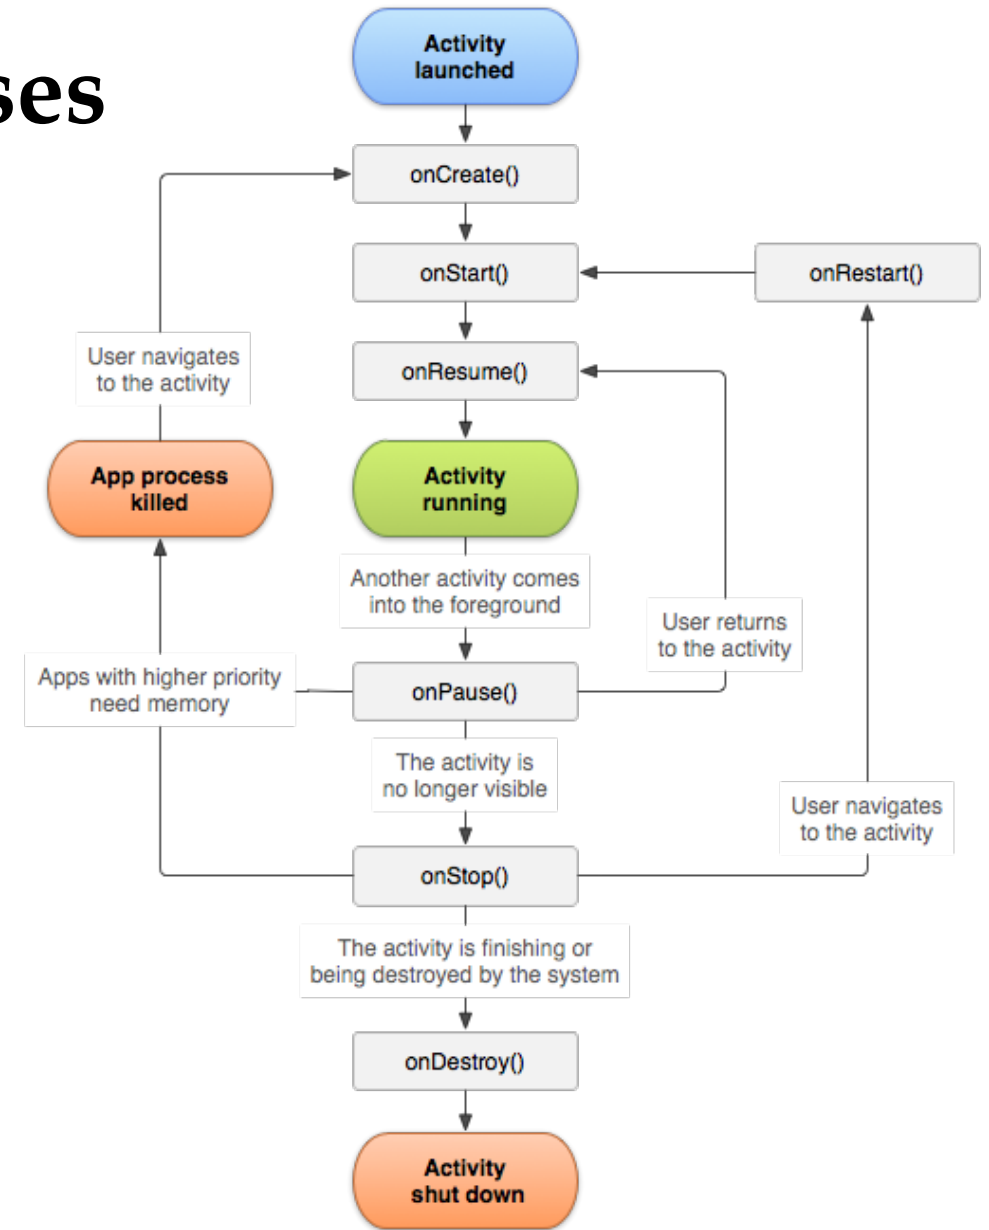 ses
Activity
launched
onCreate()
onStart()
onRestart()
User navigates
to the activity
onResume()
App process
killed
Activity
running
Another activity comes
into the foreground
User returns
to the activity
Apps with higher priority
need memory
onPause()
The activity is
no longer visible
User navigates
to the activity
onStop()
The activity is finishing or
being destroyed by the system
onDestroy()
Activity
shut down